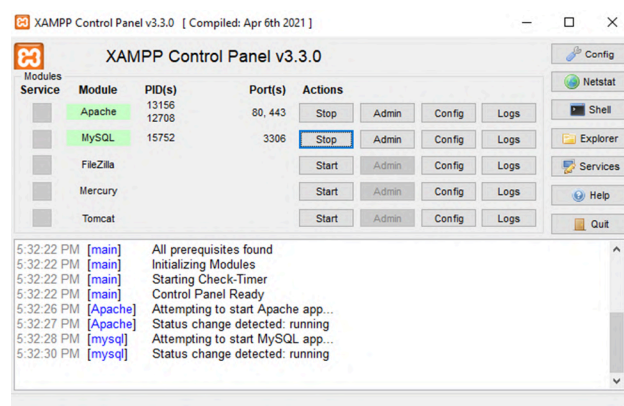 XAMPP Control Panel v3.3.0 [ Compiled: Apr 6th 2021 ]
XAMPP Control Panel v3.3.0
Config
Modules
Service Module PID(s) Port(s) Actions
Netstat
Apache 13156 12708 80, 443 Stop Admin Config Logs
Shell
MySQL 15752 3306 Stop Admin Config Logs
Explorer
FileZilla Start Admin Config Logs
Services
Mercury Start Admin Config Logs
Help
Tomcat Start Admin Config Logs
Quit
5:32:22 PM [main] All prerequisites found
5:32:22 PM [main] Initializing Modules
5:32:22 PM [main] Starting Check-Timer
5:32:22 PM [main] Control Panel Ready
5:32:26 PM [Apache] Attempting to start Apache app...
5:32:27 PM [Apache] Status change detected: running
5:32:28 PM [mysql] Attempting to start MySQL app...
5:32:30 PM [mysql] Status change detected: running